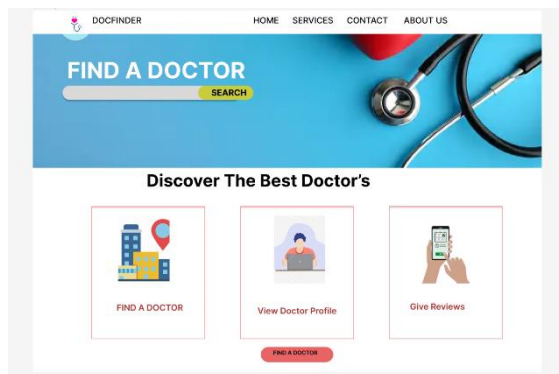 DOCFINDER HOME SERVICES CONTACT ABOUT US
FIND A DOCTOR
SEARCH
Discover The Best Doctor's
FIND A DOCTOR View Doctor Profile Give Reviews
FIND A DOCTOR